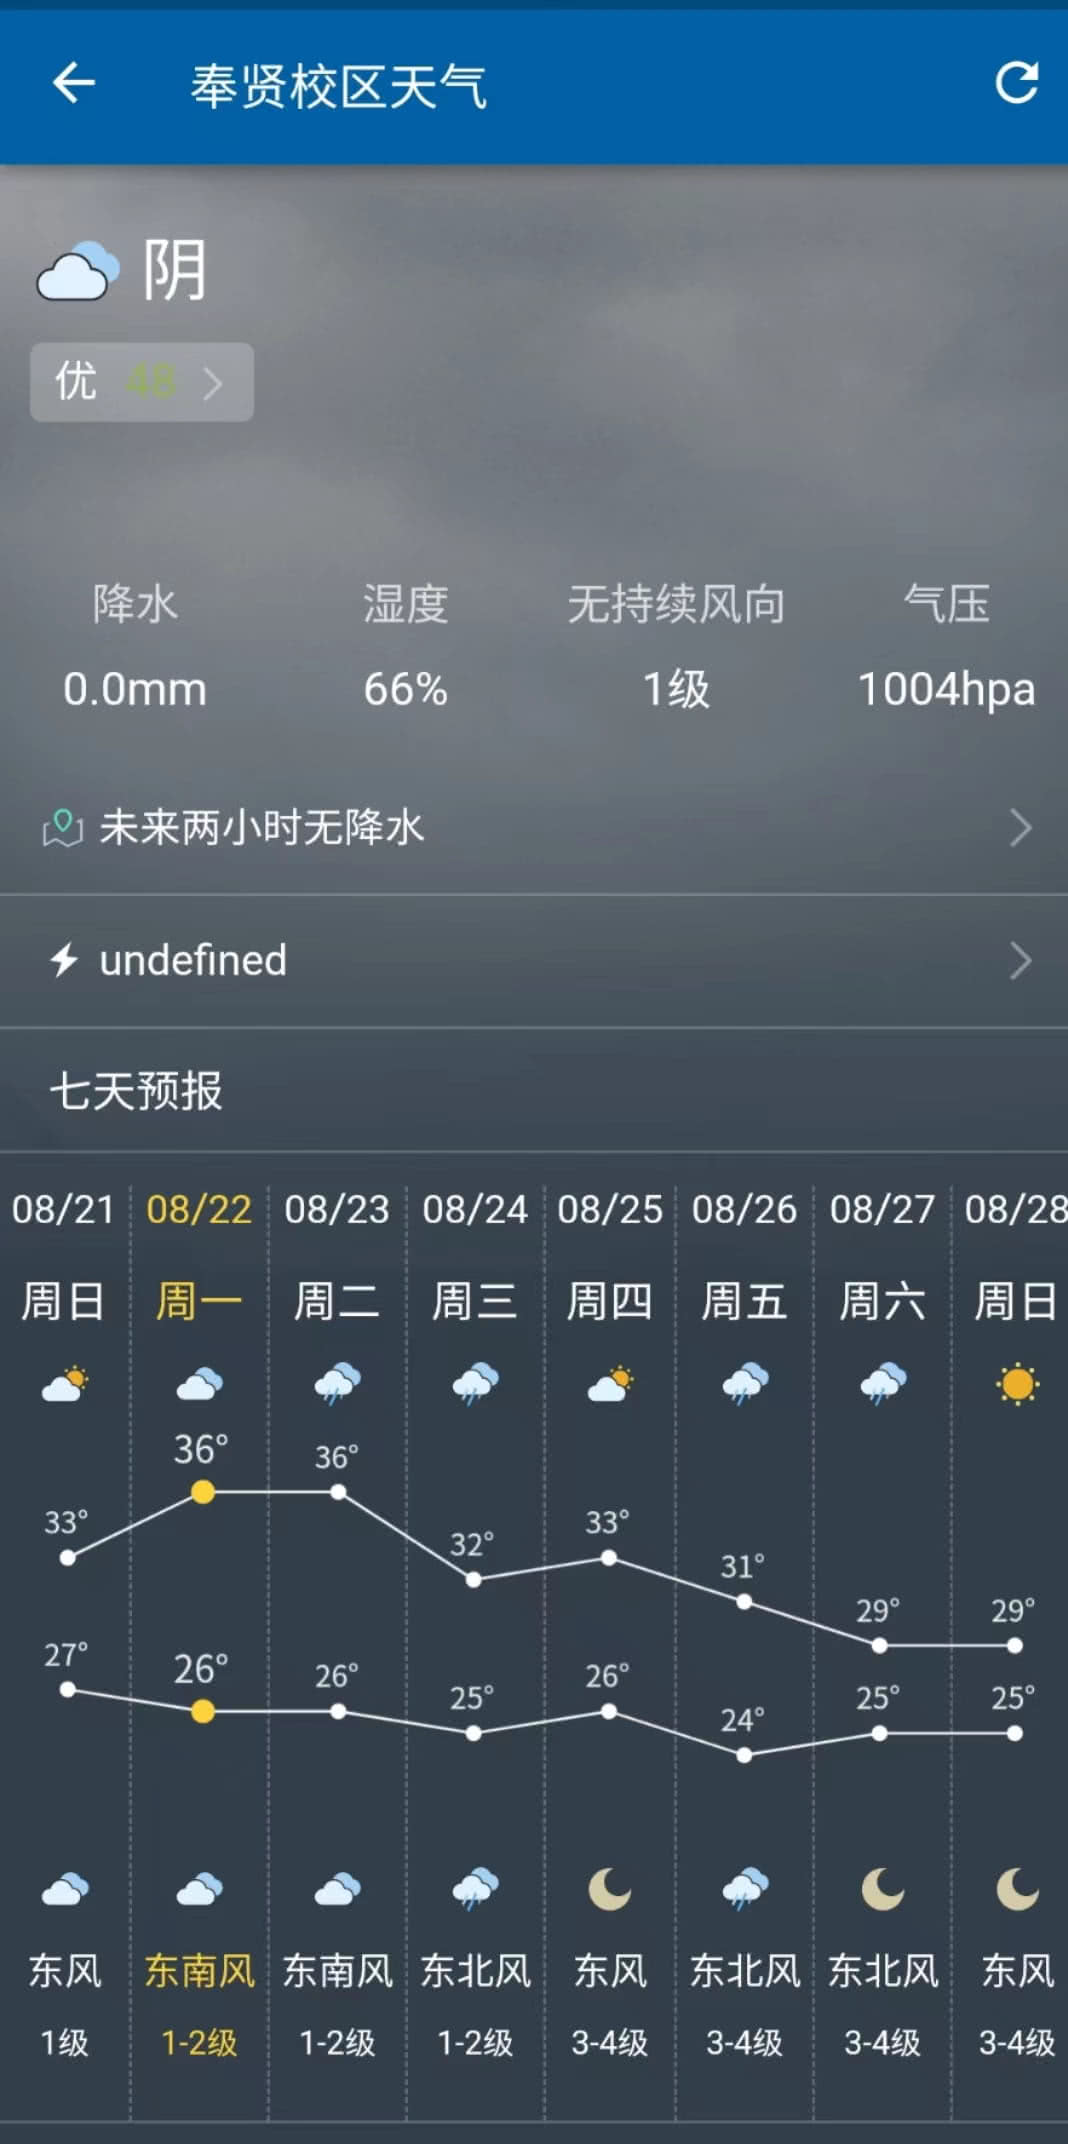 奉贤校区天气
阴
优 48
降水 湿度 无持续风向 气压
0.0mm 66% 1级 1004hpa
未来两小时无降水
undefined
七天预报
08/21 08/22 08/23 08/24 08/25 08/26 08/27 08/28
周日 周一 周二 周三 周四 周五 周六 周日
36° 36°
33° 33°
32°
31°
29° 29°
27°
26° 26° 26°
25° 25° 25°
24°
东风 东南风 东南风 东北风 东风 东北风 东北风 东风
1级 1-2级 1-2级 1-2级 3-4级 3-4级 3-4级 3-4级